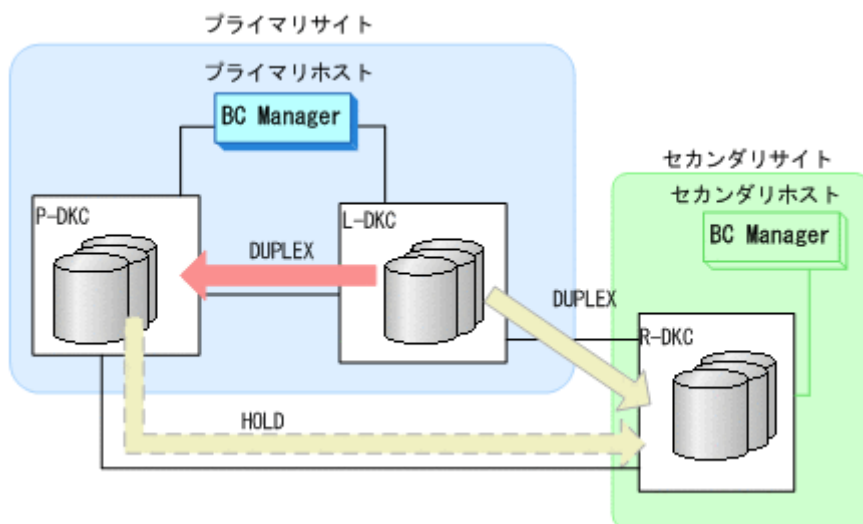 プライマリサイト
プライマリホスト
BC Manager
セカンダリサイト
セカンダリホスト
BC Manager
P-DKC
L-DKC
DUPLEX
DUPLEX
R-DKC
HOLD